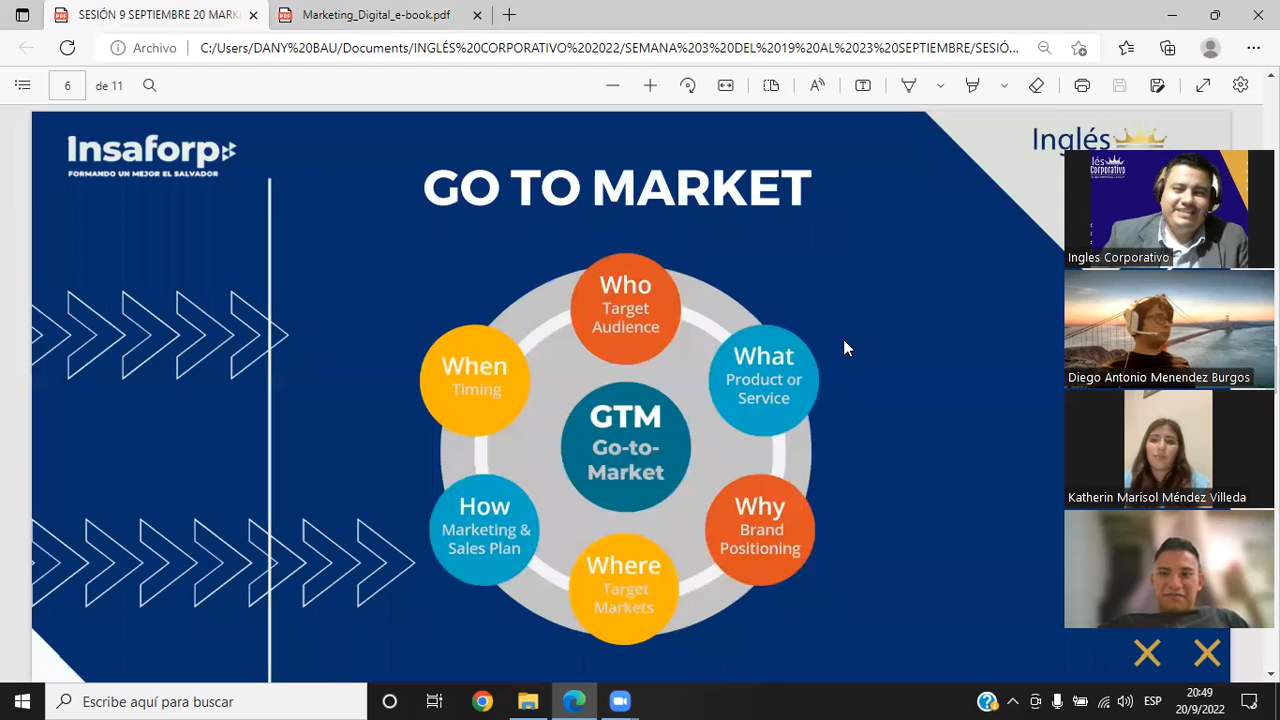 SESIÓN 9 SEPTIEMBRE 20 MARK
Marketing_Digital_e-book.pdf
Archivo
C:/Users/DANY%20BAU/Documents/INGLÉS%20CORPORATIVO%202022/SEMANA%203%20DEL%2019%20AL%2023%20SEPTIEMBRE/SESIÓ...
6 de 11
Insaforp
FORMANDO UN MEJOR EL SALVADOR
Inglés
GO TO MARKET
Who
Target
Audience
What
Product or
Service
Why
Brand
Positioning
Where
Target
Markets
How
Marketing &
Sales Plan
When
Timing
GTM
Go-to-
Market
lés
Corporativo
Ingles Corporativo
Diego Antonio Menendez Burgos
Katherin Marisol Méndez Villeda
Escribe aquí para buscar
ESP
20:49
20/9/2022